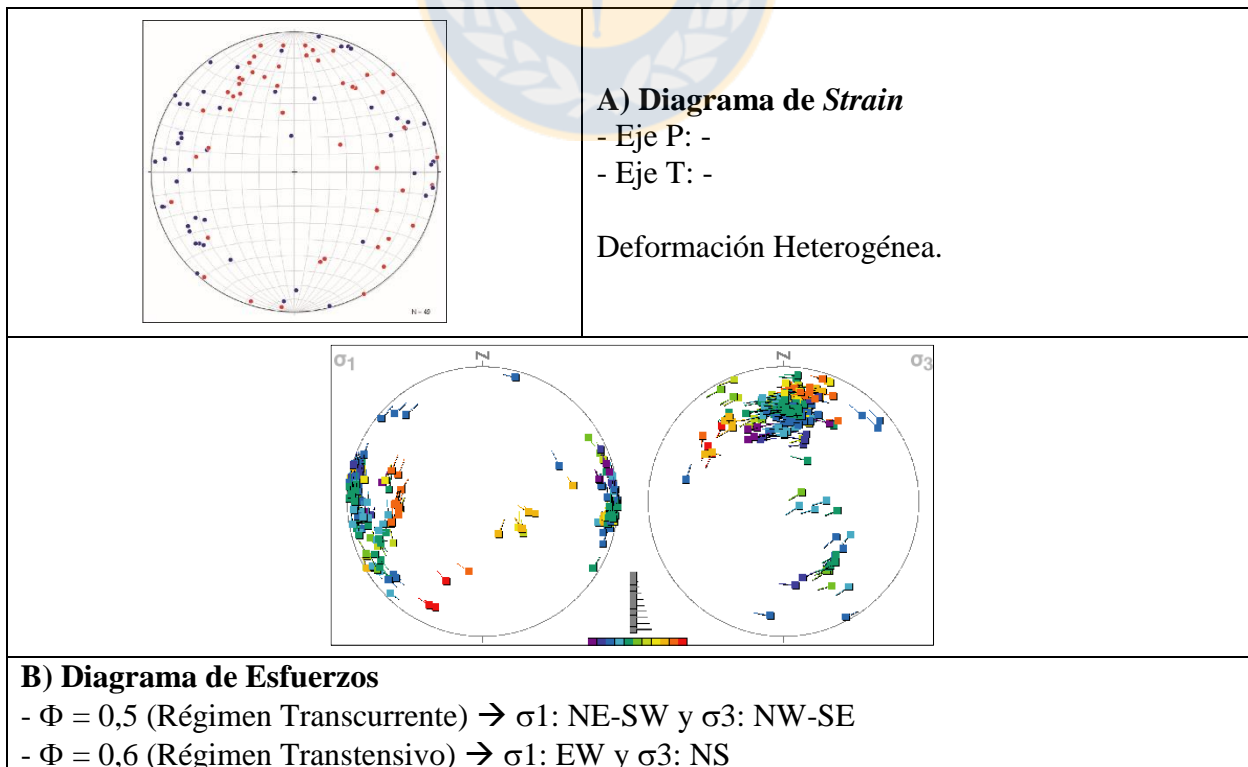 A) Diagrama de Strain
- Eje P: -
- Eje T: -
Deformación Heterogénea.
N = 49
σ1
N
N
σ3
B) Diagrama de Esfuerzos
- Φ = 0,5 (Régimen Transcurrente) → σ1: NE-SW y σ3: NW-SE
- Φ = 0,6 (Régimen Transtensivo) → σ1: EW y σ3: NS